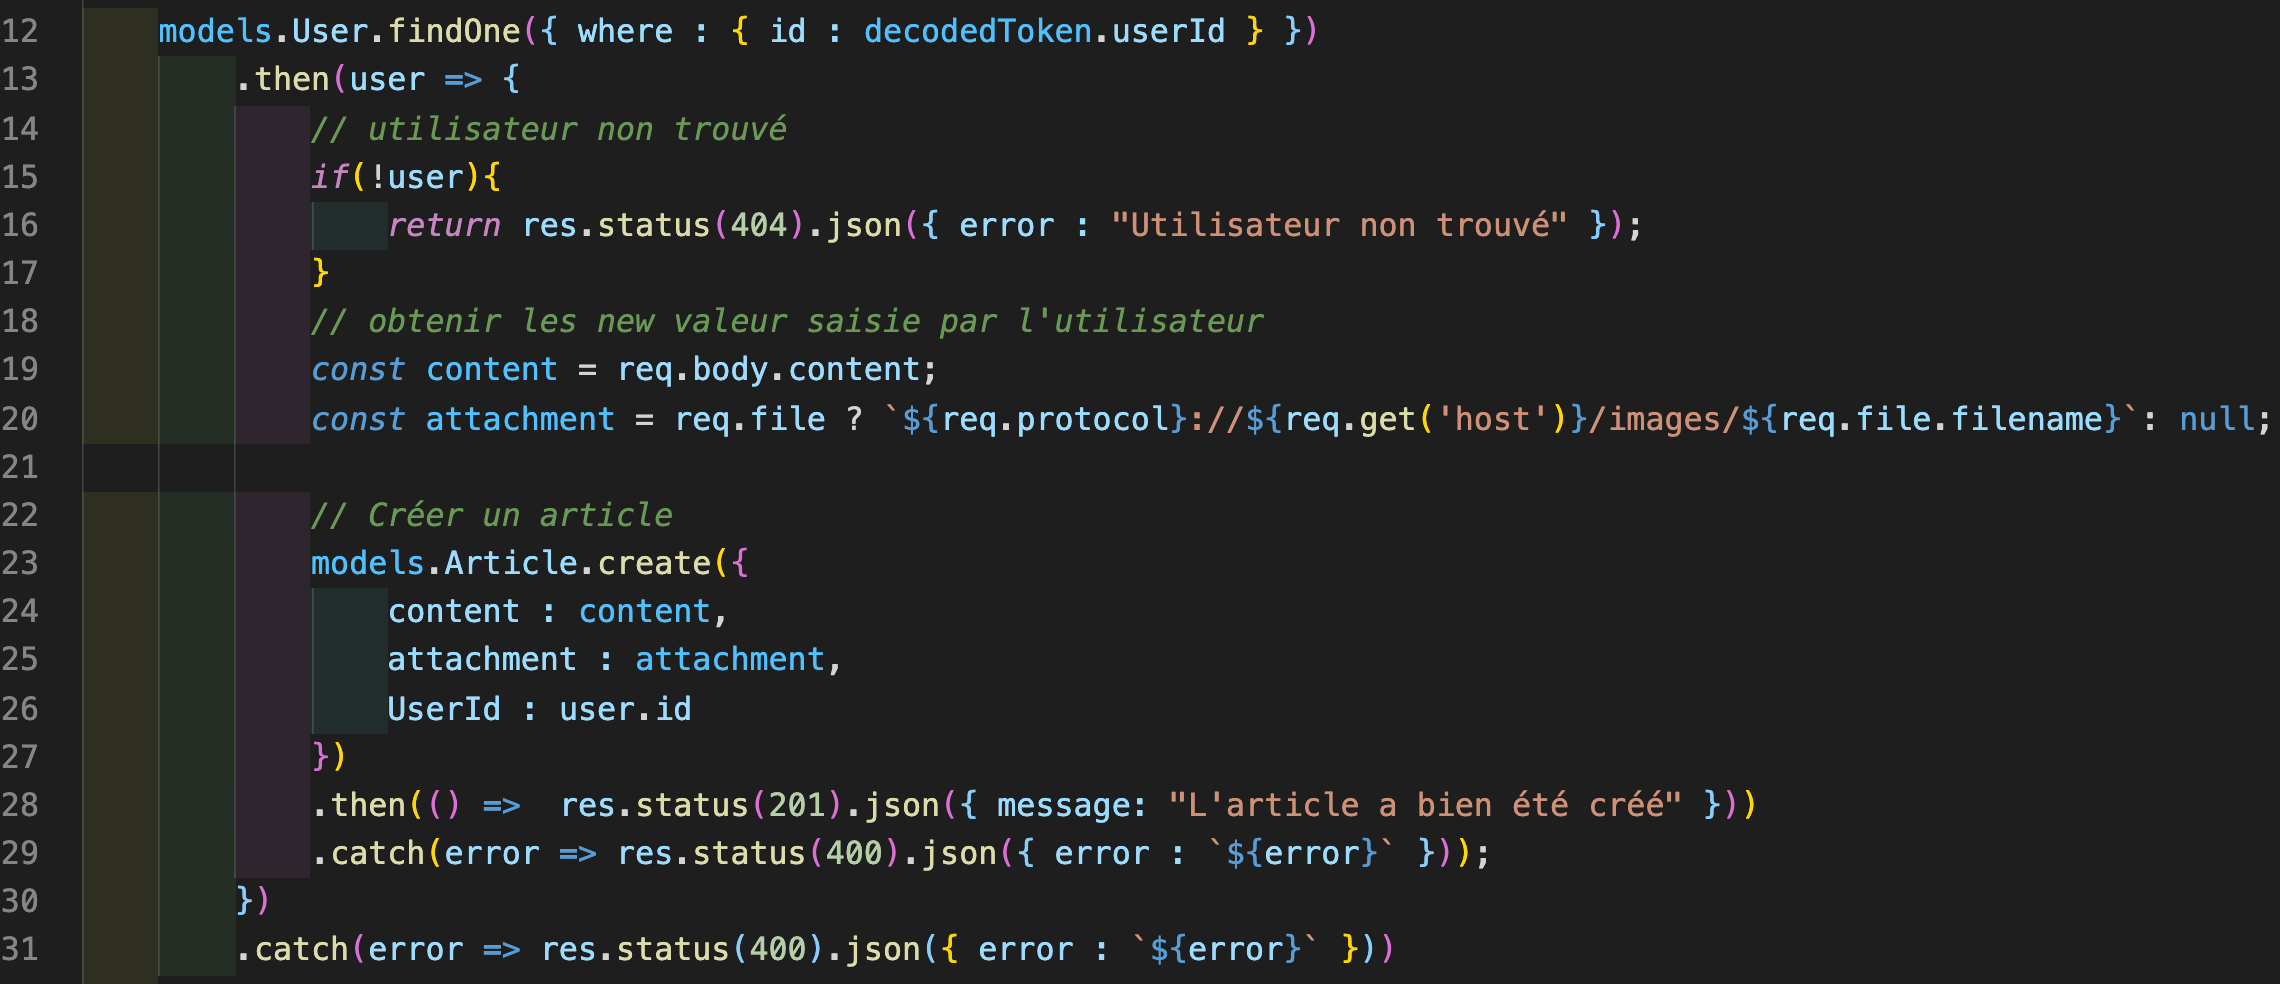 12 models.User.findOne({ where : { id : decodedToken.userId } })
13 .then(user => {
14 // utilisateur non trouvé
15 if(!user){
16 return res.status(404).json({ error : "Utilisateur non trouvé" });
17 }
18 // obtenir les new valeur saisie par l'utilisateur
19 const content = req.body.content;
20 const attachment = req.file ? `${req.protocol}://${req.get('host')}/images/${req.file.filename}`: null;
21
22 // Créer un article
23 models.Article.create({
24 content : content,
25 attachment : attachment,
26 UserId : user.id
27 })
28 .then(() =>  res.status(201).json({ message: "L'article a bien été créé" }))
29 .catch(error => res.status(400).json({ error : `${error}` }));
30 })
31 .catch(error => res.status(400).json({ error : `${error}` }))